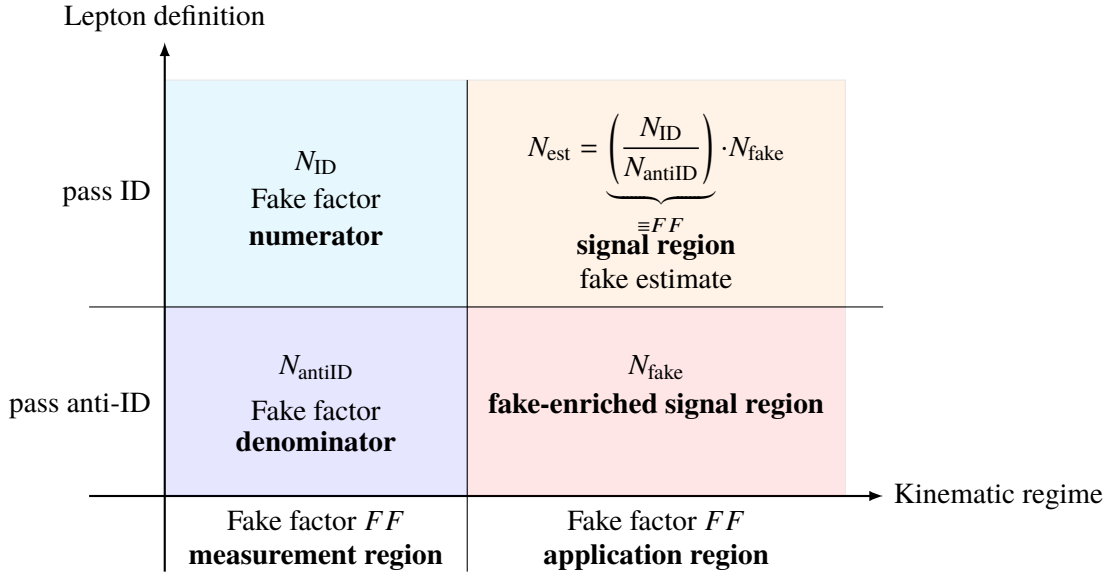 Lepton definition
pass ID
N_ID
Fake factor
numerator
N_est = (N_ID / N_antiID) · N_fake
≡FF
signal region
fake estimate
pass anti-ID
N_antiID
Fake factor
denominator
N_fake
fake-enriched signal region
Kinematic regime
Fake factor FF
measurement region
Fake factor FF
application region